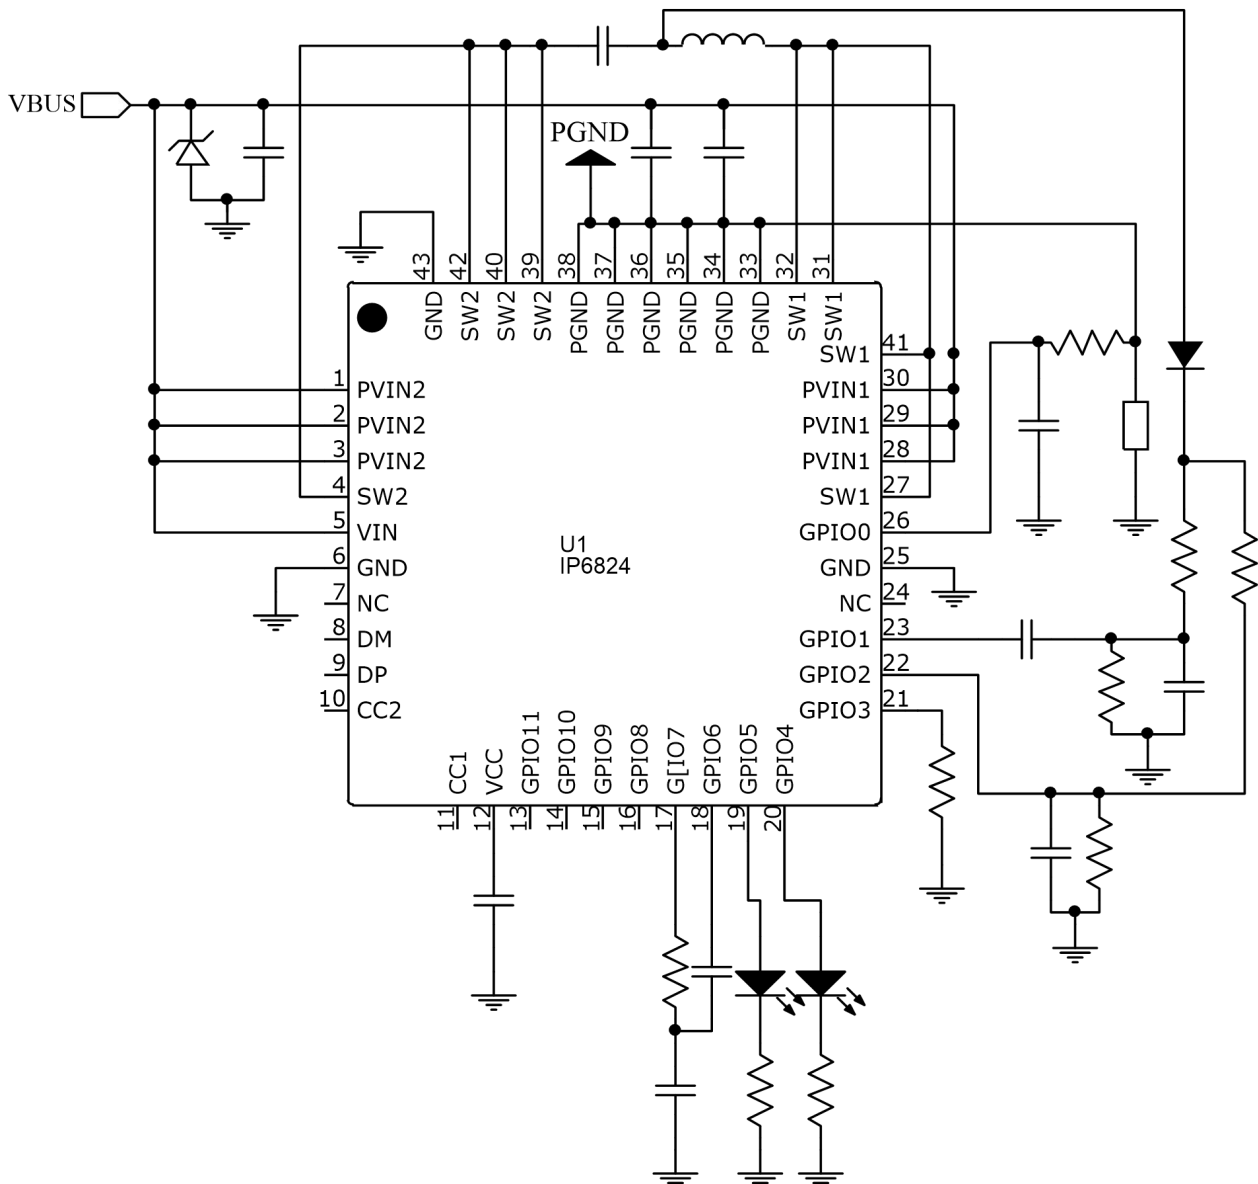 VBUS
PGND
43
42
40
39
38
37
36
35
34
33
32
31
GND
SW2
SW2
SW2
PGND
PGND
PGND
PGND
PGND
PGND
SW1
SW1
1 PVIN2
2 PVIN2
3 PVIN2
4 SW2
5 VIN
6 GND
7 NC
8 DM
9 DP
10 CC2
U1
IP6824
SW1 41
PVIN1 30
PVIN1 29
PVIN1 28
SW1 27
GPIO0 26
GND 25
NC 24
GPIO1 23
GPIO2 22
GPIO3 21
CC1
VCC
GPIO11
GPIO10
GPIO9
GPIO8
G[IO7
GPIO6
GPIO5
GPIO4
11
12
13
14
15
16
17
18
19
20